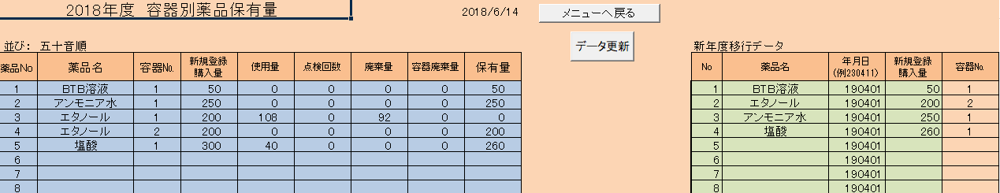 2018年度 容器別薬品保有量
2018/6/14
メニューへ戻る
データ更新
並び: 五十音順
薬品No 薬品名 容器No. 新規登録購入量 使用量 点検回数 廃棄量 容器廃棄量 保有量
1 BTB溶液 1 50 0 0 0 0 50
2 アンモニア水 1 250 0 0 0 0 250
3 エタノール 1 200 108 0 92 0 0
4 エタノール 2 200 0 0 0 0 200
5 塩酸 1 300 40 0 0 0 260
6
7
8
新年度移行データ
No 薬品名 年月日(例230411) 新規登録購入量 容器No.
1 BTB溶液 190401 50 1
2 エタノール 190401 200 2
3 アンモニア水 190401 250 1
4 塩酸 190401 260 1
5 190401
6 190401
7 190401
8 190401